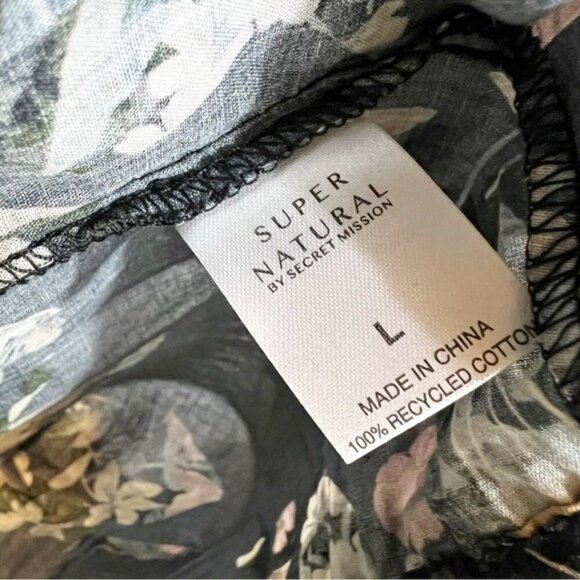 SUPER
NATURAL
BY SECRET MISSION
L
MADE IN CHINA
100% RECYCLED COTTON